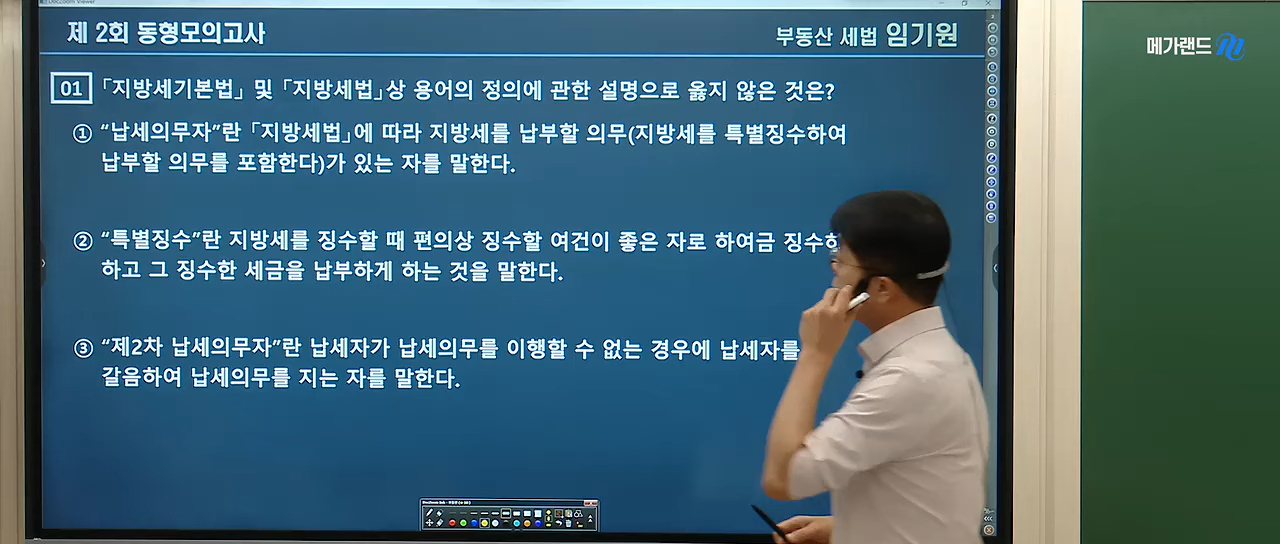 제 2회 동형모의고사
부동산 세법 임기원
메가랜드
01 「지방세기본법」 및 「지방세법」상 용어의 정의에 관한 설명으로 옳지 않은 것은?
① “납세의무자”란 「지방세법」에 따라 지방세를 납부할 의무(지방세를 특별징수하여
납부할 의무를 포함한다)가 있는 자를 말한다.
② “특별징수”란 지방세를 징수할 때 편의상 징수할 여건이 좋은 자로 하여금
하고 그 징수한 세금을 납부하게 하는 것을 말한다.
③ “제2차 납세의무자”란 납세자가 납세의무를 이행할 수 없는 경우에 납세자를
갈음하여 납세의무를 지는 자를 말한다.